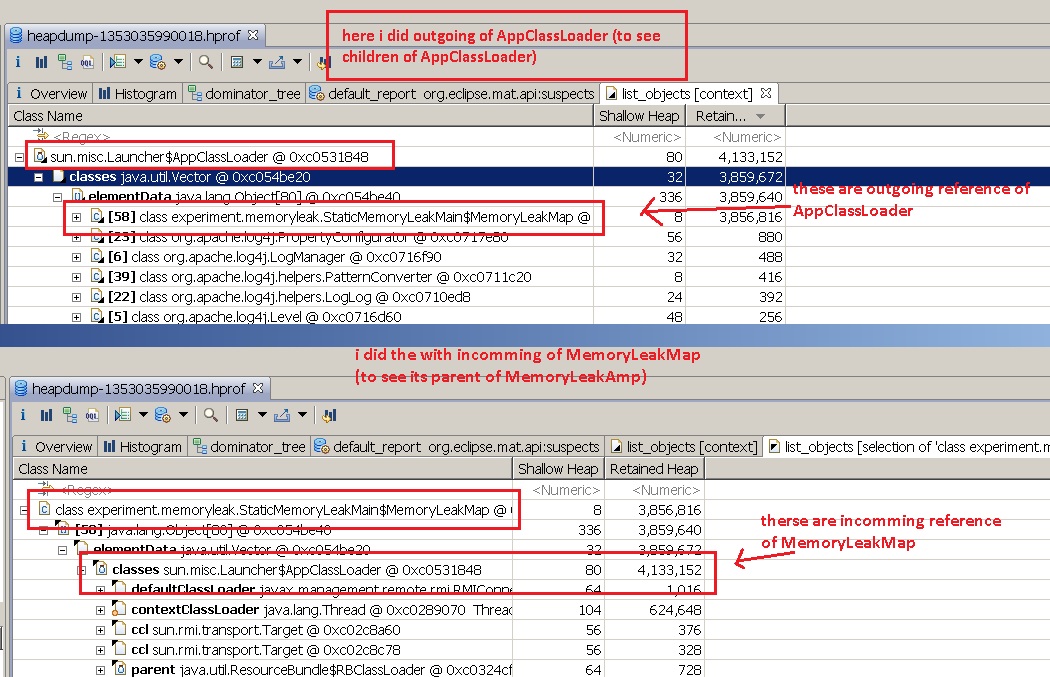 here i did outgoing of AppClassLoader (to see
children of AppClassLoader)
heapdump-1353035990018.hprof
i OQL
i Overview Histogram dominator_tree default_report org.eclipse.mat.api:suspects list_objects [context]
Class Name Shallow Heap Retain...
<Regex> <Numeric> <Numeric>
sun.misc.Launcher$AppClassLoader @ 0xc0531848 80 4,133,152
classes java.util.Vector @ 0xc054be20 32 3,859,672
elementData java.lang.Object[80] @ 0xc054be40 336 3,859,640
these are outgoing reference of
AppClassLoader
[58] class experiment.memoryleak.StaticMemoryLeakMain$MemoryLeakMap @ 8 3,856,816
[23] class org.apache.log4j.PropertyConfigurator @ 0xc0717e80 56 880
[6] class org.apache.log4j.LogManager @ 0xc0716f90 32 488
[39] class org.apache.log4j.helpers.PatternConverter @ 0xc0711c20 8 416
[22] class org.apache.log4j.helpers.LogLog @ 0xc0710ed8 24 392
[5] class org.apache.log4j.Level @ 0xc0716d60 48 256
i did the with incomming of MemoryLeakMap
(to see its parent of MemoryLeakAmp)
heapdump-1353035990018.hprof
i OQL
i Overview Histogram dominator_tree default_report org.eclipse.mat.api:suspects list_objects [context] list_objects [selection of 'class experiment.m
Class Name Shallow Heap Retained Heap
<Regex> <Numeric> <Numeric>
class experiment.memoryleak.StaticMemoryLeakMain$MemoryLeakMap @ 8 3,856,816
[58] java.lang.Object[80] @ 0xc054be40 336 3,859,640
therse are incomming reference
of MemoryLeakMap
elementData java.util.Vector @ 0xc054be20 32 3,859,672
classes sun.misc.Launcher$AppClassLoader @ 0xc0531848 80 4,133,152
defaultClassLoader javax.management.remote.rmi.RMIConne 64 1,016
contextClassLoader java.lang.Thread @ 0xc0289070 Threac 104 624,648
ccl sun.rmi.transport.Target @ 0xc02c8a60 56 376
ccl sun.rmi.transport.Target @ 0xc02c8c78 56 328
parent java.util.ResourceBundle$RBClassLoader @ 0xc0324cf 64 728